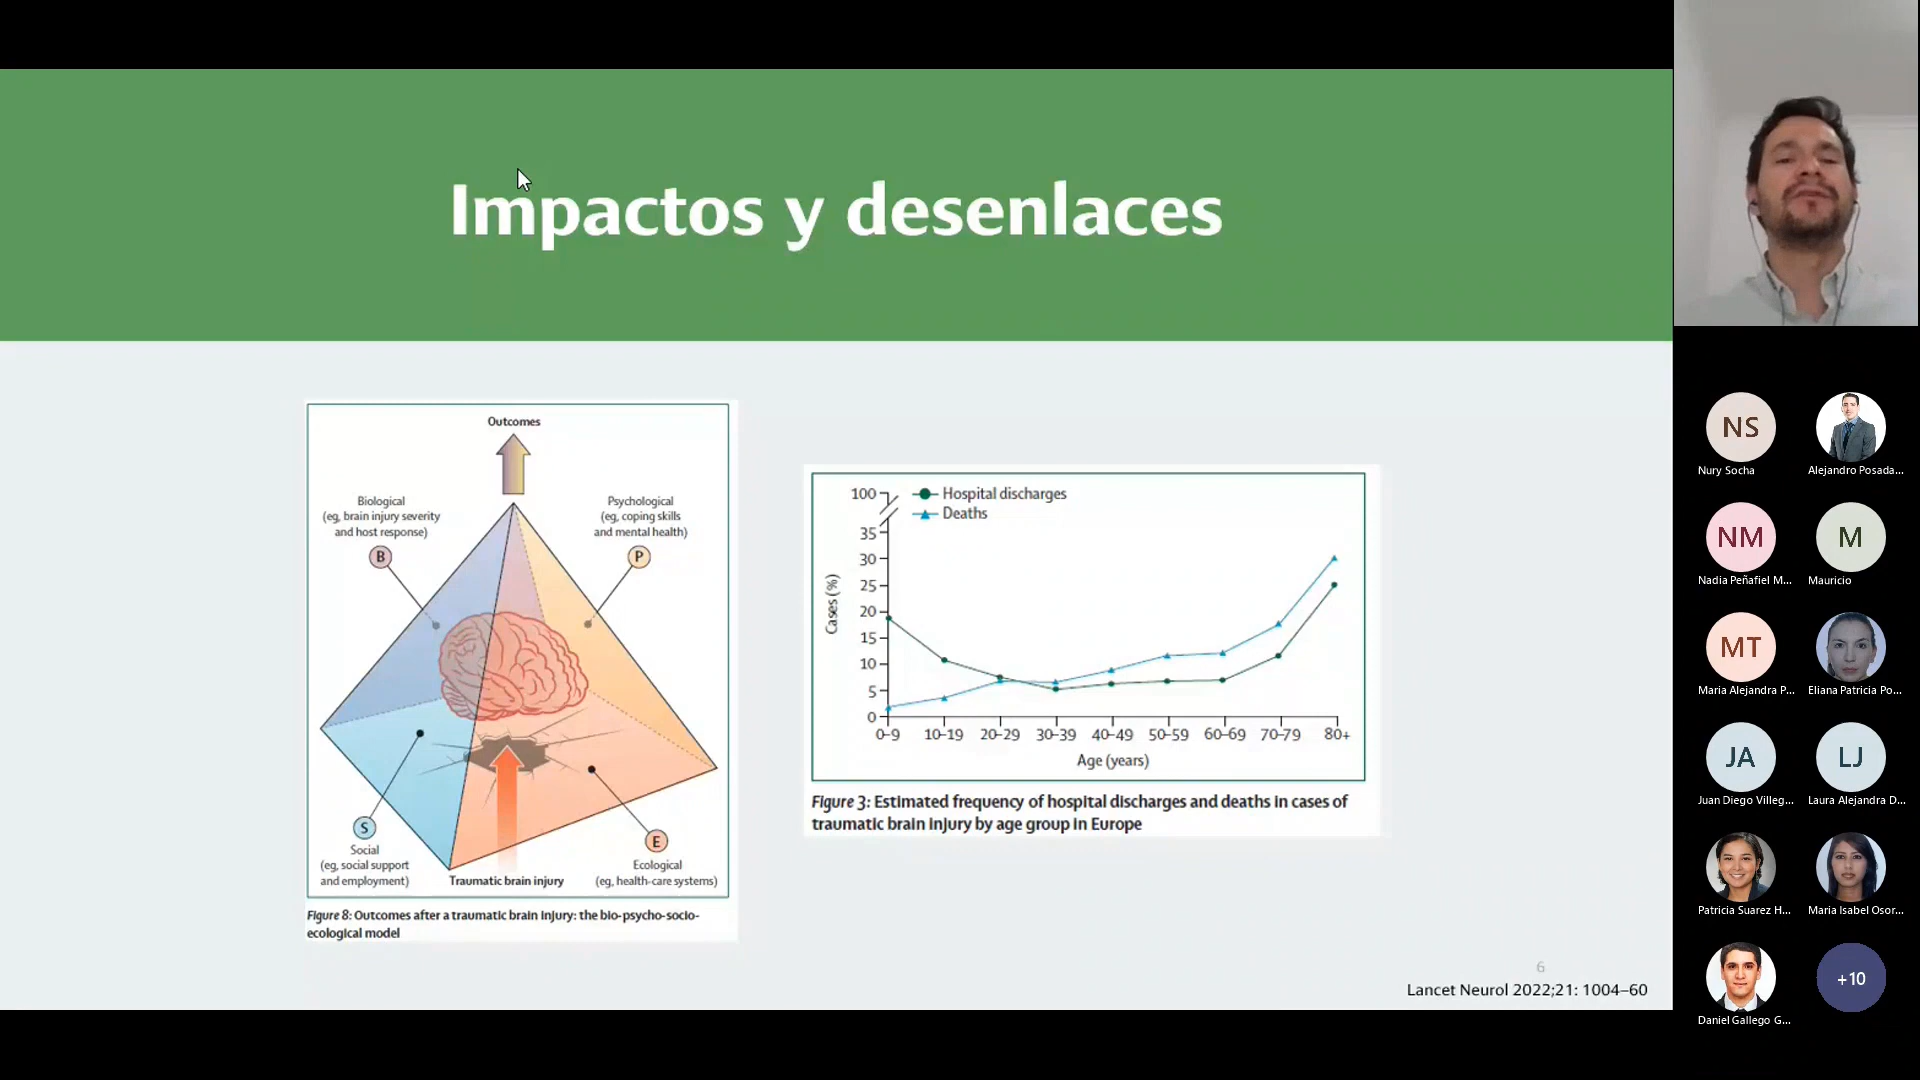 Impactos y desenlaces
Outcomes
Biological
(eg, brain injury severity
and host response)
B
Psychological
(eg, coping skills
and mental health)
P
S
Social
(eg, social support
and employment)
Traumatic brain injury
E
Ecological
(eg, health-care systems)
Figure 8: Outcomes after a traumatic brain injury: the bio-psycho-socio-
ecological model
Hospital discharges
Deaths
Cases (%)
100
35
30
25
20
15
10
5
0
0–9 10–19 20–29 30–39 40–49 50–59 60–69 70–79 80+
Age (years)
Figure 3: Estimated frequency of hospital discharges and deaths in cases of
traumatic brain injury by age group in Europe
6
Lancet Neurol 2022;21: 1004–60
NS
Nury Socha
Alejandro Posada...
NM
Nadia Peñafiel M...
M
Mauricio
MT
Maria Alejandra P...
Eliana Patricia Po...
JA
Juan Diego Villeg...
LJ
Laura Alejandra D...
Patricia Suarez H...
Maria Isabel Osor...
Daniel Gallego G...
+10